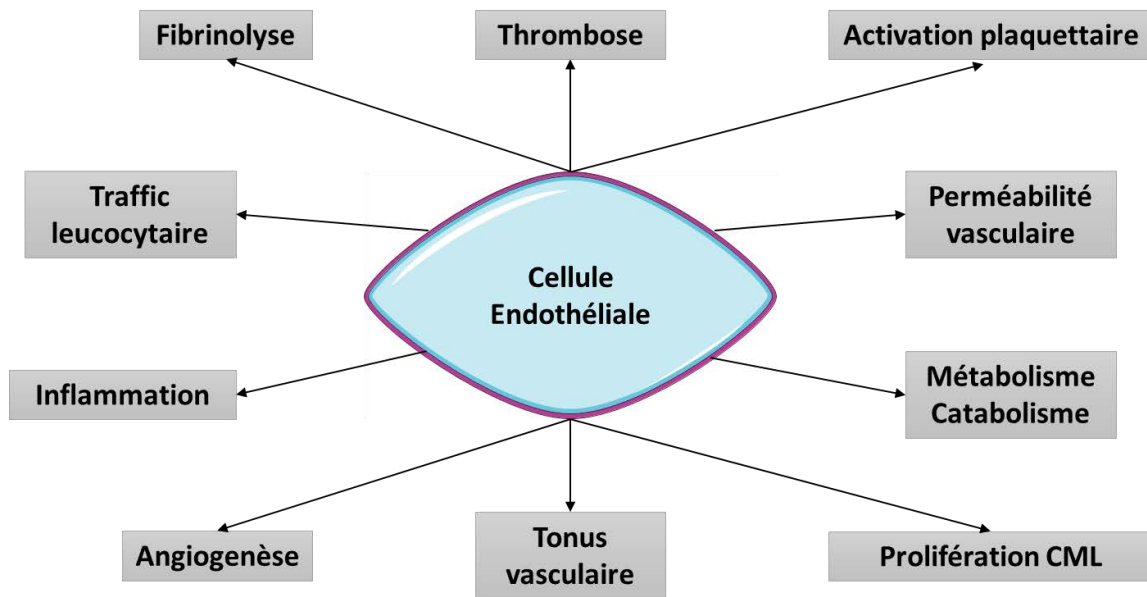 Fibrinolyse
Thrombose
Activation plaquettaire
Traffic
leucocytaire
Perméabilité
vasculaire
Cellule
Endothéliale
Inflammation
Métabolisme
Catabolisme
Angiogenèse
Tonus
vasculaire
Prolifération CML